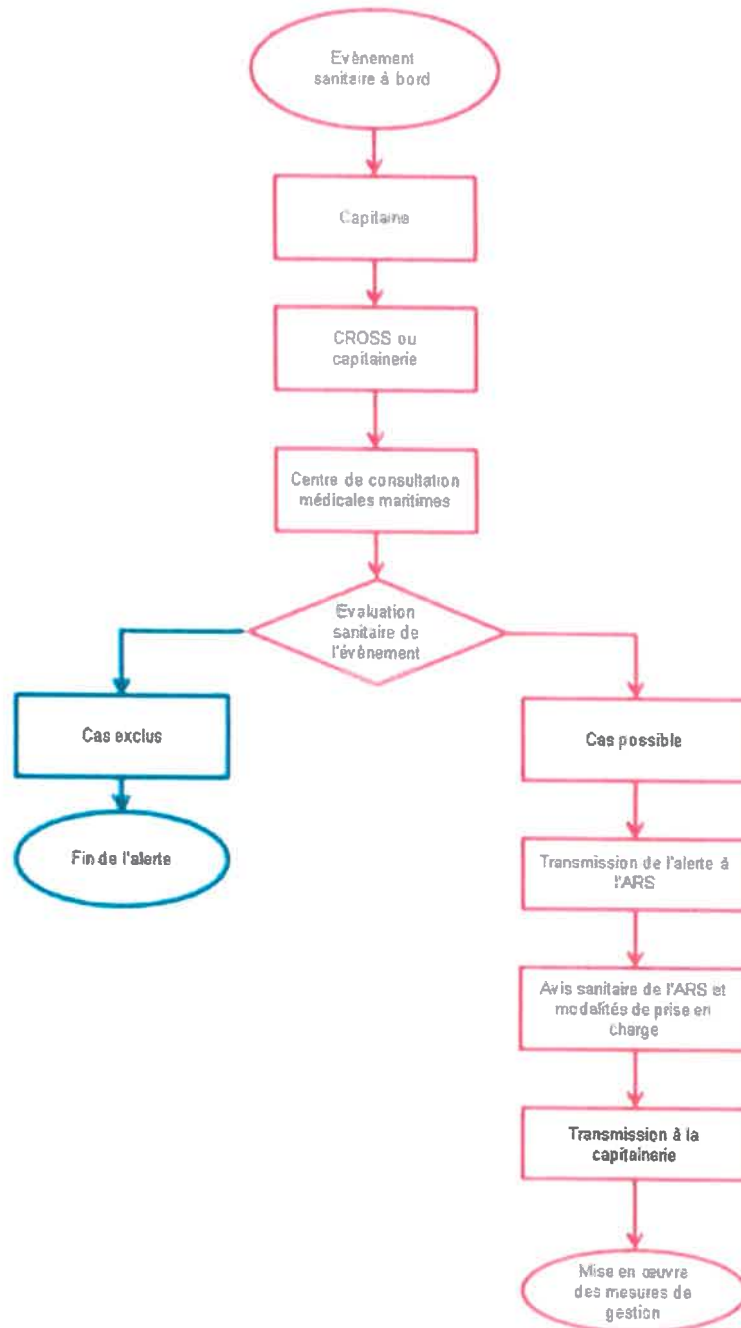 Evènement
sanitaire à bord
Capitaine
CROSS ou
capitainerie
Centre de consultation
médicales maritimes
Evaluation
sanitaire de
l'évènement
Cas exclus
Fin de l'alerte
Cas possible
Transmission de l'alerte à
l'ARS
Avis sanitaire de l'ARS et
modalités de prise en
charge
Transmission à la
capitainerie
Mise en œuvre
des mesures de
gestion